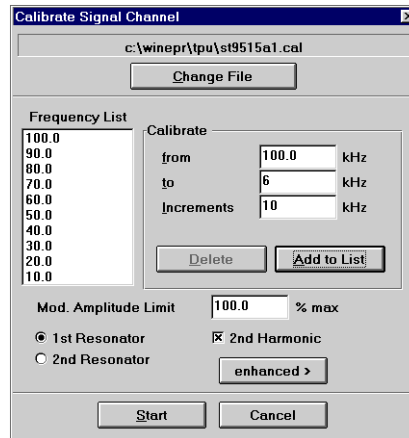 Calibrate Signal Channel
c:\winepr\tpu\st9515a1.cal
Change File
Frequency List
100.0
90.0
80.0
70.0
60.0
50.0
40.0
30.0
20.0
10.0
Calibrate
from 100.0 kHz
to 6 kHz
Increments 10 kHz
Delete Add to List
Mod. Amplitude Limit 100.0 % max
1st Resonator 2nd Harmonic
2nd Resonator
enhanced >
Start Cancel